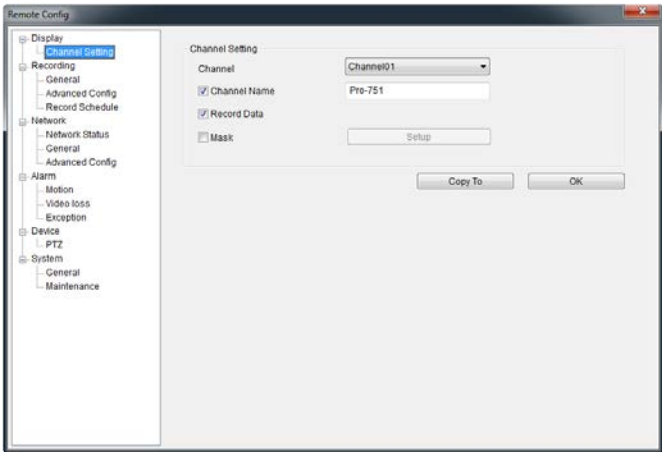 Remote Config
Display
Channel Setting
Recording
General
Advanced Config
Record Schedule
Network
Network Status
General
Advanced Config
Alarm
Motion
Video loss
Exception
Device
PTZ
System
General
Maintenance
Channel Setting
Channel Channel01
Channel Name Pro-751
Record Data
Mask Setup
Copy To OK